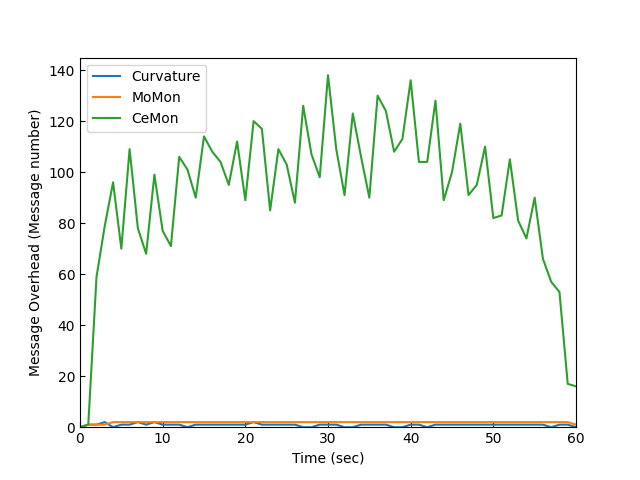 Curvature
MoMon
CeMon
Message Overhead (Message number)
140
120
100
80
60
40
20
0
0 10 20 30 40 50 60
Time (sec)